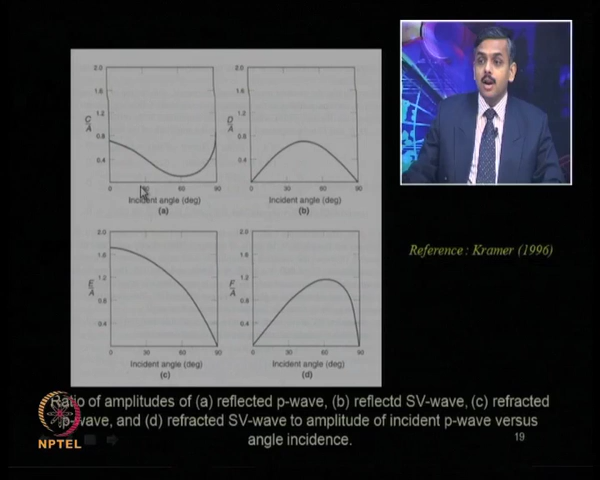 2.0
1.6
1.2
0.8
0.4
C
A
0
30
60
90
Incident angle (deg)
(a)
2.0
1.6
1.2
0.8
0.4
D
A
0
30
60
90
Incident angle (deg)
(b)
2.0
1.6
1.2
0.8
0.4
E
A
0
30
60
90
Incident angle (deg)
(c)
2.0
1.6
1.2
0.8
0.4
F
A
0
30
60
90
Incident angle (deg)
(d)
Reference : Kramer (1996)
Ratio of amplitudes of (a) reflected p-wave, (b) reflectd SV-wave, (c) refracted
p-wave, and (d) refracted SV-wave to amplitude of incident p-wave versus
angle incidence.
19
NPTEL